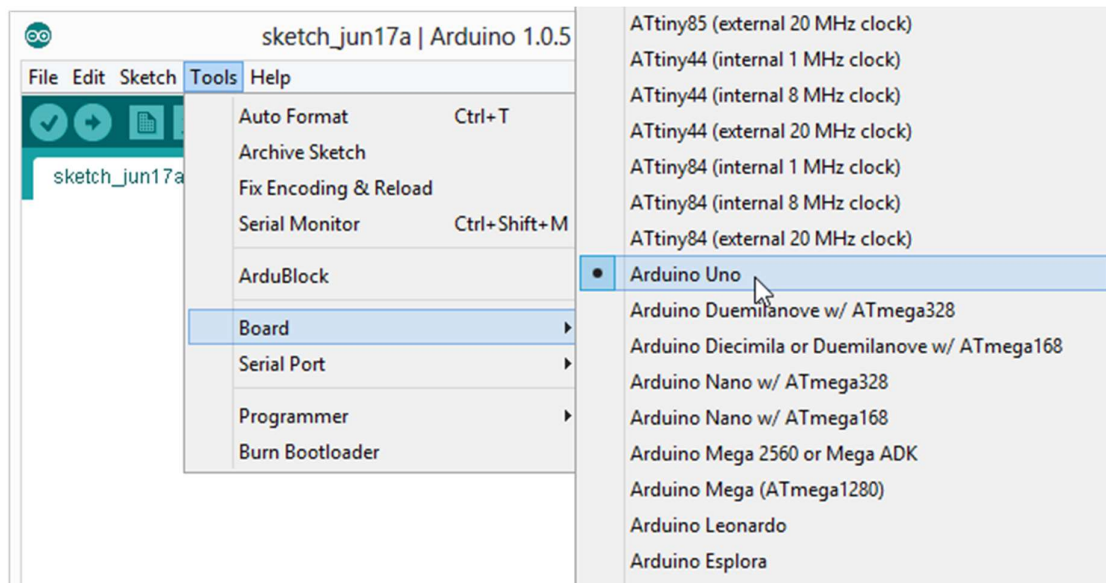 sketch_jun17a | Arduino 1.0.5
File Edit Sketch Tools Help
sketch_jun17a
Auto Format Ctrl+T
Archive Sketch
Fix Encoding & Reload
Serial Monitor Ctrl+Shift+M
ArduBlock
Board
Serial Port
Programmer
Burn Bootloader
ATtiny85 (external 20 MHz clock)
ATtiny44 (internal 1 MHz clock)
ATtiny44 (internal 8 MHz clock)
ATtiny44 (external 20 MHz clock)
ATtiny84 (internal 1 MHz clock)
ATtiny84 (internal 8 MHz clock)
ATtiny84 (external 20 MHz clock)
Arduino Uno
Arduino Duemilanove w/ ATmega328
Arduino Diecimila or Duemilanove w/ ATmega168
Arduino Nano w/ ATmega328
Arduino Nano w/ ATmega168
Arduino Mega 2560 or Mega ADK
Arduino Mega (ATmega1280)
Arduino Leonardo
Arduino Esplora